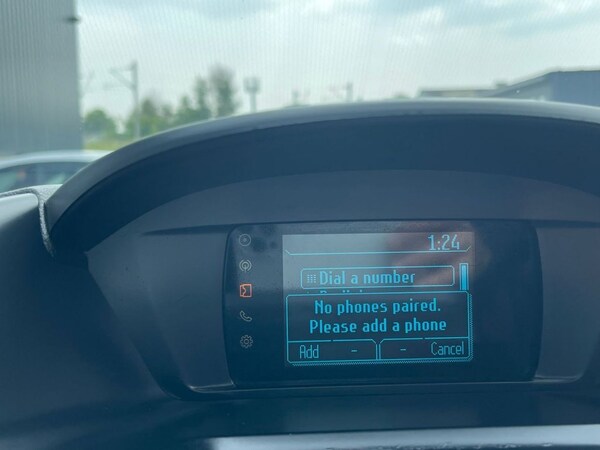 1:24
Dial a number
No phones paired.
Please add a phone
Add - - Cancel